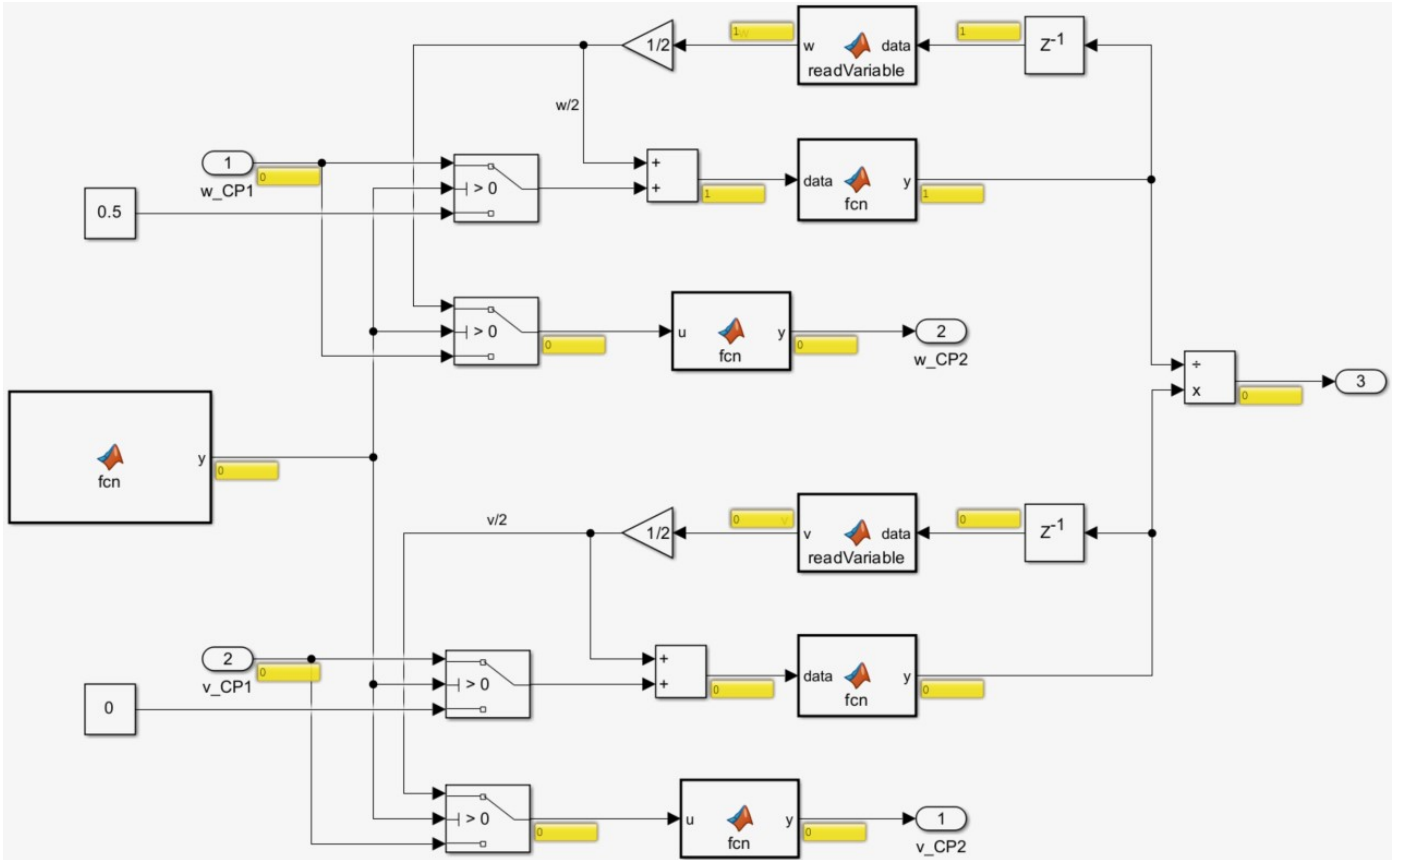 1/2
1w
w data
readVariable
1
Z-1
w/2
1
w_CP1
0
> 0
+
+
1
data y
fcn
1
0.5
> 0
0
u y
fcn
0
2
w_CP2
÷
x
0
3
fcn
y
0
v/2
1/2
0 v
v data
readVariable
0
Z-1
2
v_CP1
0
> 0
+
+
0
data y
fcn
0
0
> 0
0
u y
fcn
0
1
v_CP2